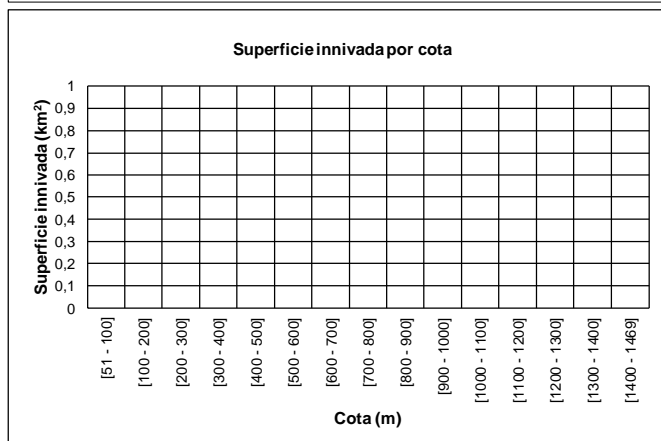 Superficie innivada por cota
Superficie innivada (km²)
1
0,9
0,8
0,7
0,6
0,5
0,4
0,3
0,2
0,1
0
[51 - 100]
[100 - 200]
[200 - 300]
[300 - 400]
[400 - 500]
[500 - 600]
[600 - 700]
[700 - 800]
[800 - 900]
[900 - 1000]
[1000 - 1100]
[1100 - 1200]
[1200 - 1300]
[1300 - 1400]
[1400 - 1469]
Cota (m)